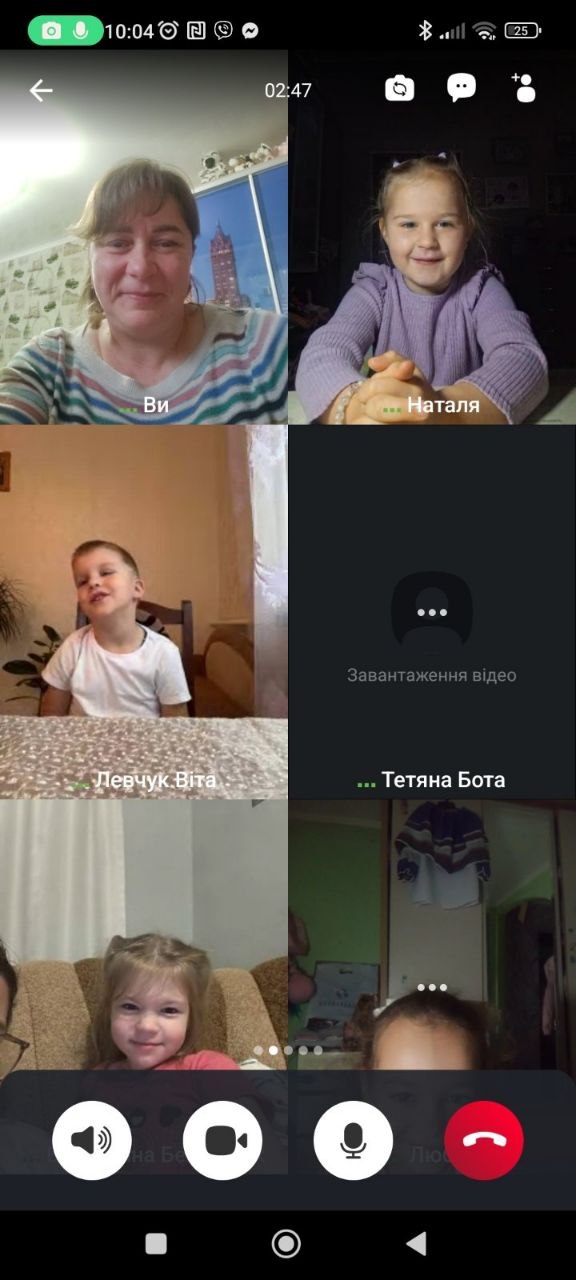 10:04
25
02:47
Ви
Наталя
Левчук Віта
Завантаження відео
Тетяна Бота